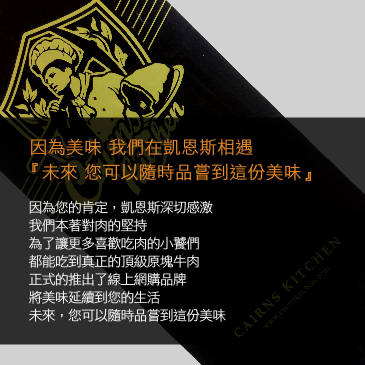 因為美味 我們在凱恩斯相遇
『未來 您可以隨時品嘗到這份美味』
因為您的肯定，凱恩斯深切感激
我們本著對肉的堅持
為了讓更多喜歡吃肉的小饕們
都能吃到真正的頂級原塊牛肉
正式的推出了線上網購品牌
將美味延續到您的生活
未來，您可以隨時品嘗到這份美味
CAIRNS KITCHEN